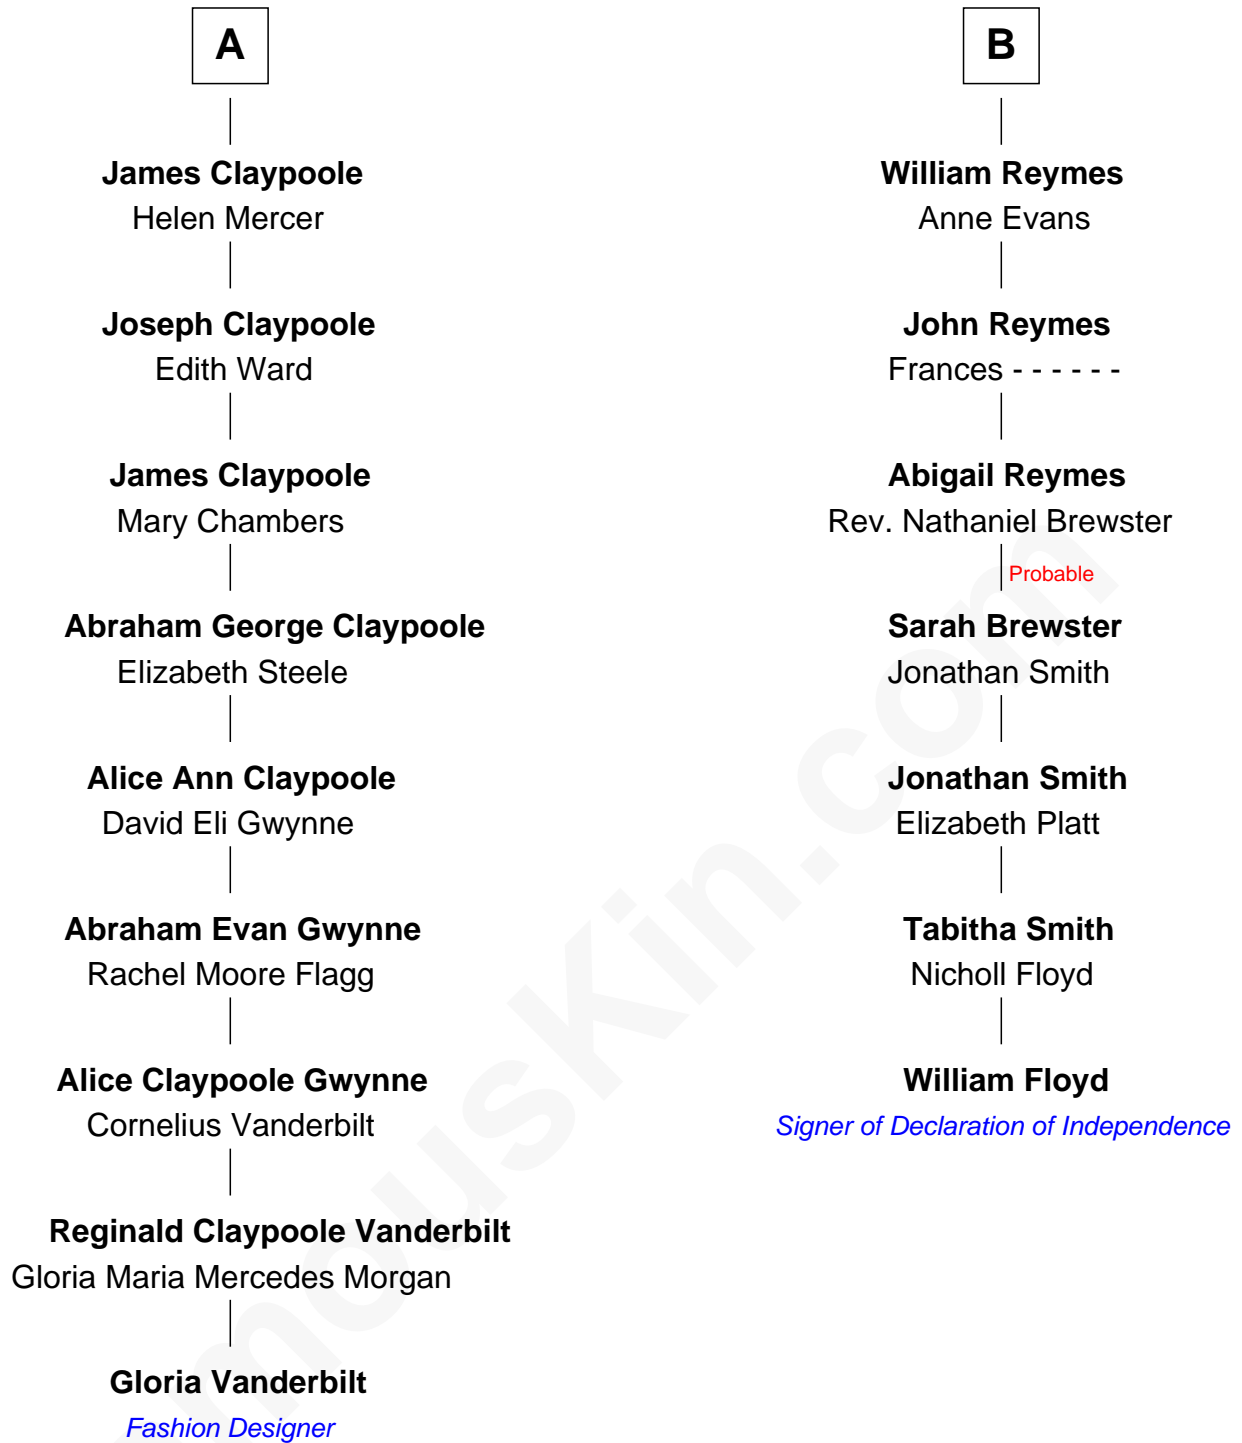 A
James Claypoole
Helen Mercer
Joseph Claypoole
Edith Ward
James Claypoole
Mary Chambers
Abraham George Claypoole
Elizabeth Steele
Alice Ann Claypoole
David Eli Gwynne
Abraham Evan Gwynne
Rachel Moore Flagg
Alice Claypoole Gwynne
Cornelius Vanderbilt
Reginald Claypoole Vanderbilt
Gloria Maria Mercedes Morgan
Gloria Vanderbilt
Fashion Designer
B
William Reymes
Anne Evans
John Reymes
Frances - - - - - -
Abigail Reymes
Rev. Nathaniel Brewster
Probable
Sarah Brewster
Jonathan Smith
Jonathan Smith
Elizabeth Platt
Tabitha Smith
Nicholl Floyd
William Floyd
Signer of Declaration of Independence
mousKin.com